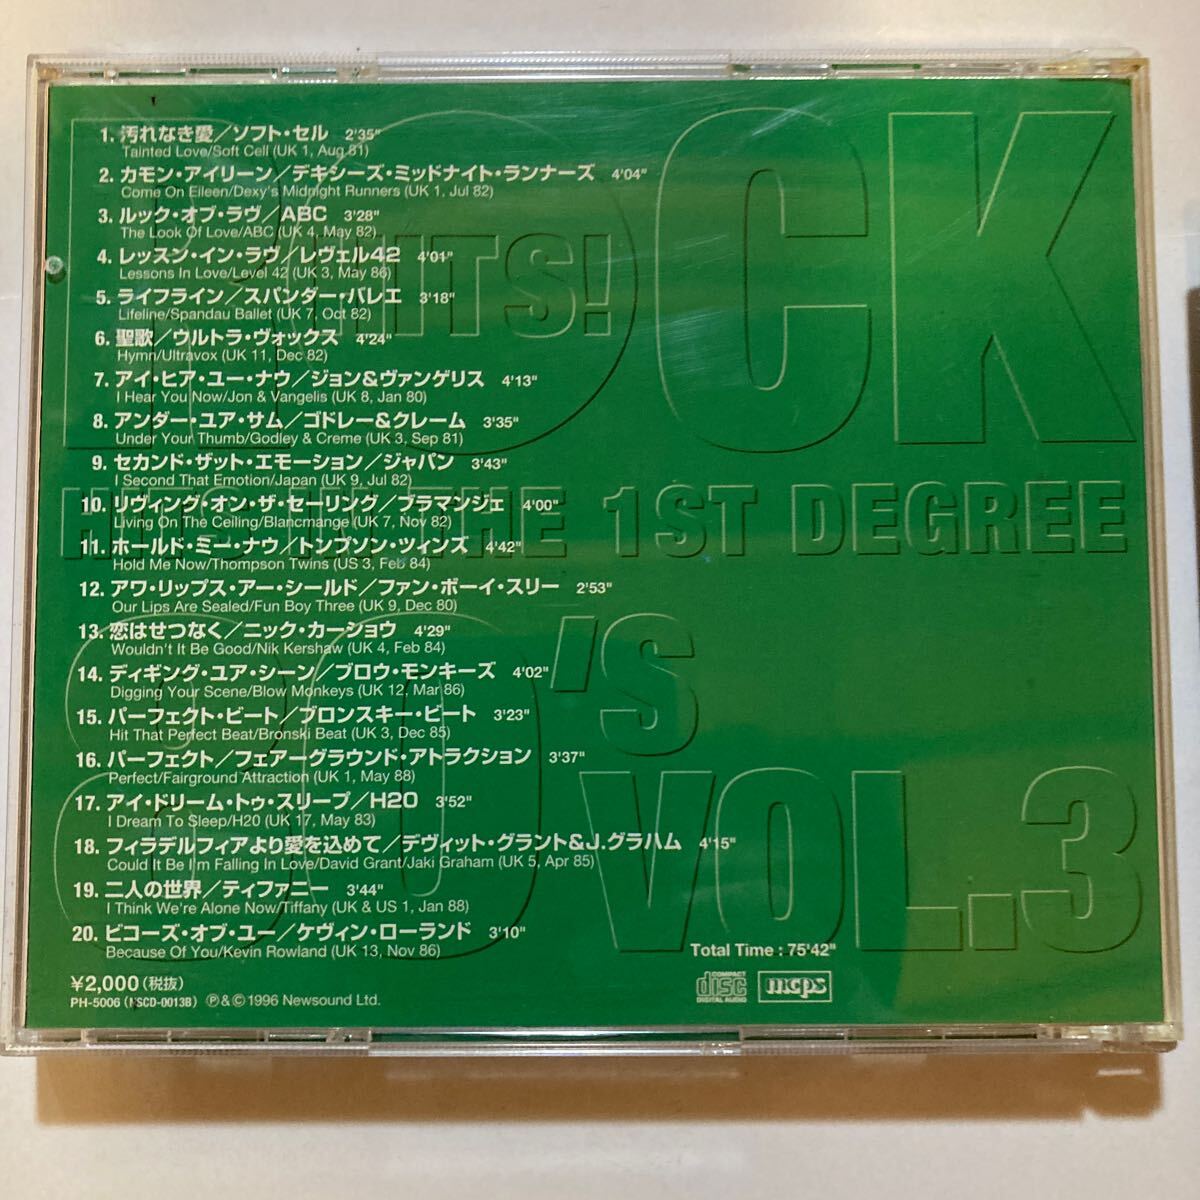 ROCK
HITS!
HITS IN THE 1ST DEGREE
80'S
VOL.3
1. 汚れなき愛／ソフト・セル 2'35"
Tainted Love/Soft Cell (UK 1, Aug 81)
2. カモン・アイリーン／デキシーズ・ミッドナイト・ランナーズ 4'04"
Come On Eileen/Dexy's Midnight Runners (UK 1, Jul 82)
3. ルック・オブ・ラヴ／ABC 3'28"
The Look Of Love/ABC (UK 4, May 82)
4. レッスン・イン・ラヴ／レヴェル42 4'01"
Lessons In Love/Level 42 (UK 3, May 86)
5. ライフライン／スパンダー・バレエ 3'18"
Lifeline/Spandau Ballet (UK 7, Oct 82)
6. 聖歌／ウルトラ・ヴォックス 4'24"
Hymn/Ultravox (UK 11, Dec 82)
7. アイ・ヒア・ユー・ナウ／ジョン&ヴァンゲリス 4'13"
I Hear You Now/Jon & Vangelis (UK 8, Jan 80)
8. アンダー・ユア・サム／ゴドレー&クレーム 3'35"
Under Your Thumb/Godley & Creme (UK 3, Sep 81)
9. セカンド・ザット・エモーション／ジャパン 3'43"
I Second That Emotion/Japan (UK 9, Jul 82)
10. リヴィング・オン・ザ・セーリング／ブラマンジェ 4'00"
Living On The Ceiling/Blancmange (UK 7, Nov 82)
11. ホールド・ミー・ナウ／トンプソン・ツィンズ 4'42"
Hold Me Now/Thompson Twins (US 3, Feb 84)
12. アワ・リップス・アー・シールド／ファン・ボーイ・スリー 2'53"
Our Lips Are Sealed/Fun Boy Three (UK 9, Dec 80)
13. 恋はせつなく／ニック・カーショウ 4'29"
Wouldn't It Be Good/Nik Kershaw (UK 4, Feb 84)
14. ディギング・ユア・シーン／ブロウ・モンキーズ 4'02"
Digging Your Scene/Blow Monkeys (UK 12, Mar 86)
15. パーフェクト・ビート／ブロンスキー・ビート 3'23"
Hit That Perfect Beat/Bronski Beat (UK 3, Dec 85)
16. パーフェクト／フェアーグラウンド・アトラクション 3'37"
Perfect/Fairground Attraction (UK 1, May 88)
17. アイ・ドリーム・トゥ・スリープ／H2O 3'52"
I Dream To Sleep/H20 (UK 17, May 83)
18. フィラデルフィアより愛を込めて／デヴィット・グラント&J.グラハム 4'15"
Could It Be I'm Falling In Love/David Grant/Jaki Graham (UK 5, Apr 85)
19. 二人の世界／ティファニー 3'44"
I Think We're Alone Now/Tiffany (UK & US 1, Jan 88)
20. ビコーズ・オブ・ユー／ケヴィン・ローランド 3'10"
Because Of You/Kevin Rowland (UK 13, Nov 86)
Total Time : 75'42"
¥2,000(税抜)
PH-5006 (NSCD-0013B) ℗&©1996 Newsound Ltd.
COMPACT
disc
DIGITAL AUDIO
mcps